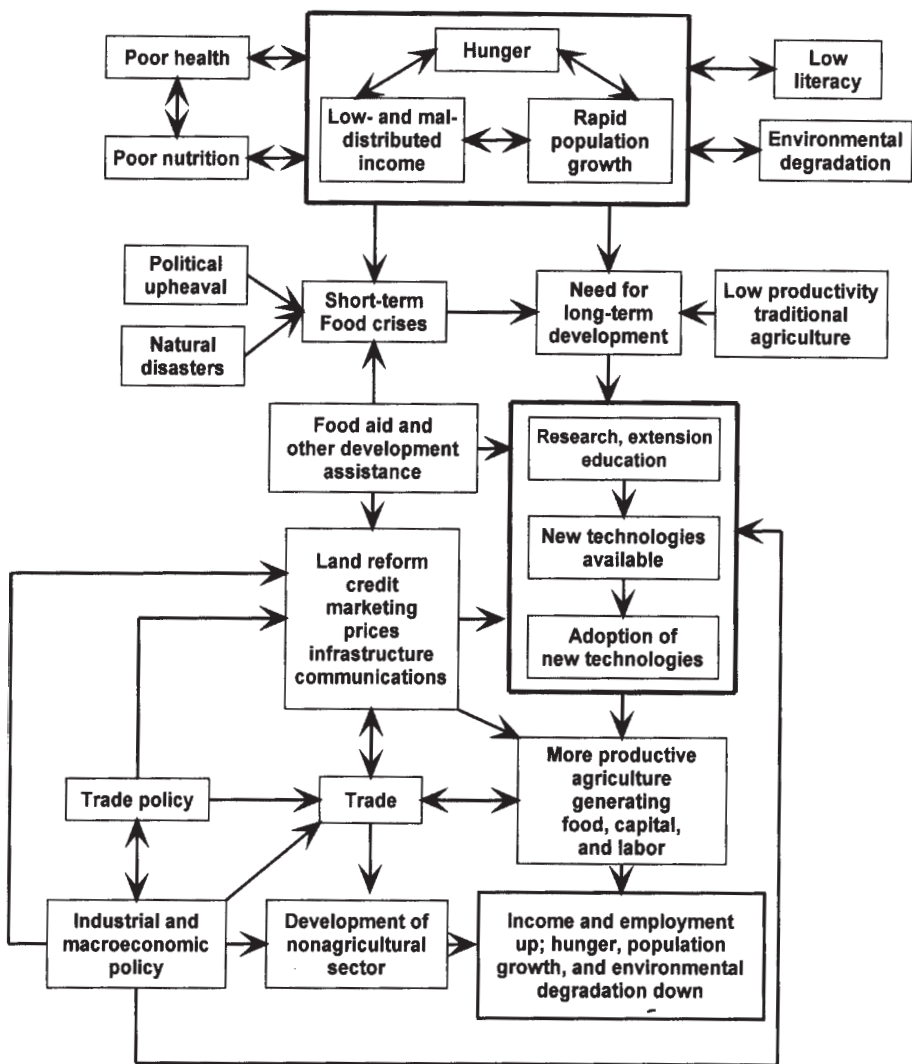 Poor health
Hunger
Low
literacy
Low- and mal-
distributed
income
Rapid
population
growth
Poor nutrition
Environmental
degradation
Political
upheaval
Short-term
Food crises
Need for
long-term
development
Low productivity
traditional
agriculture
Natural
disasters
Food aid and
other development
assistance
Research, extension
education
New technologies
available
Land reform
credit
marketing
prices
infrastructure
communications
Adoption of
new technologies
More productive
agriculture
generating
food, capital,
and labor
Trade policy
Trade
Industrial and
macroeconomic
policy
Development of
nonagricultural
sector
Income and employment
up; hunger, population
growth, and environmental
degradation down